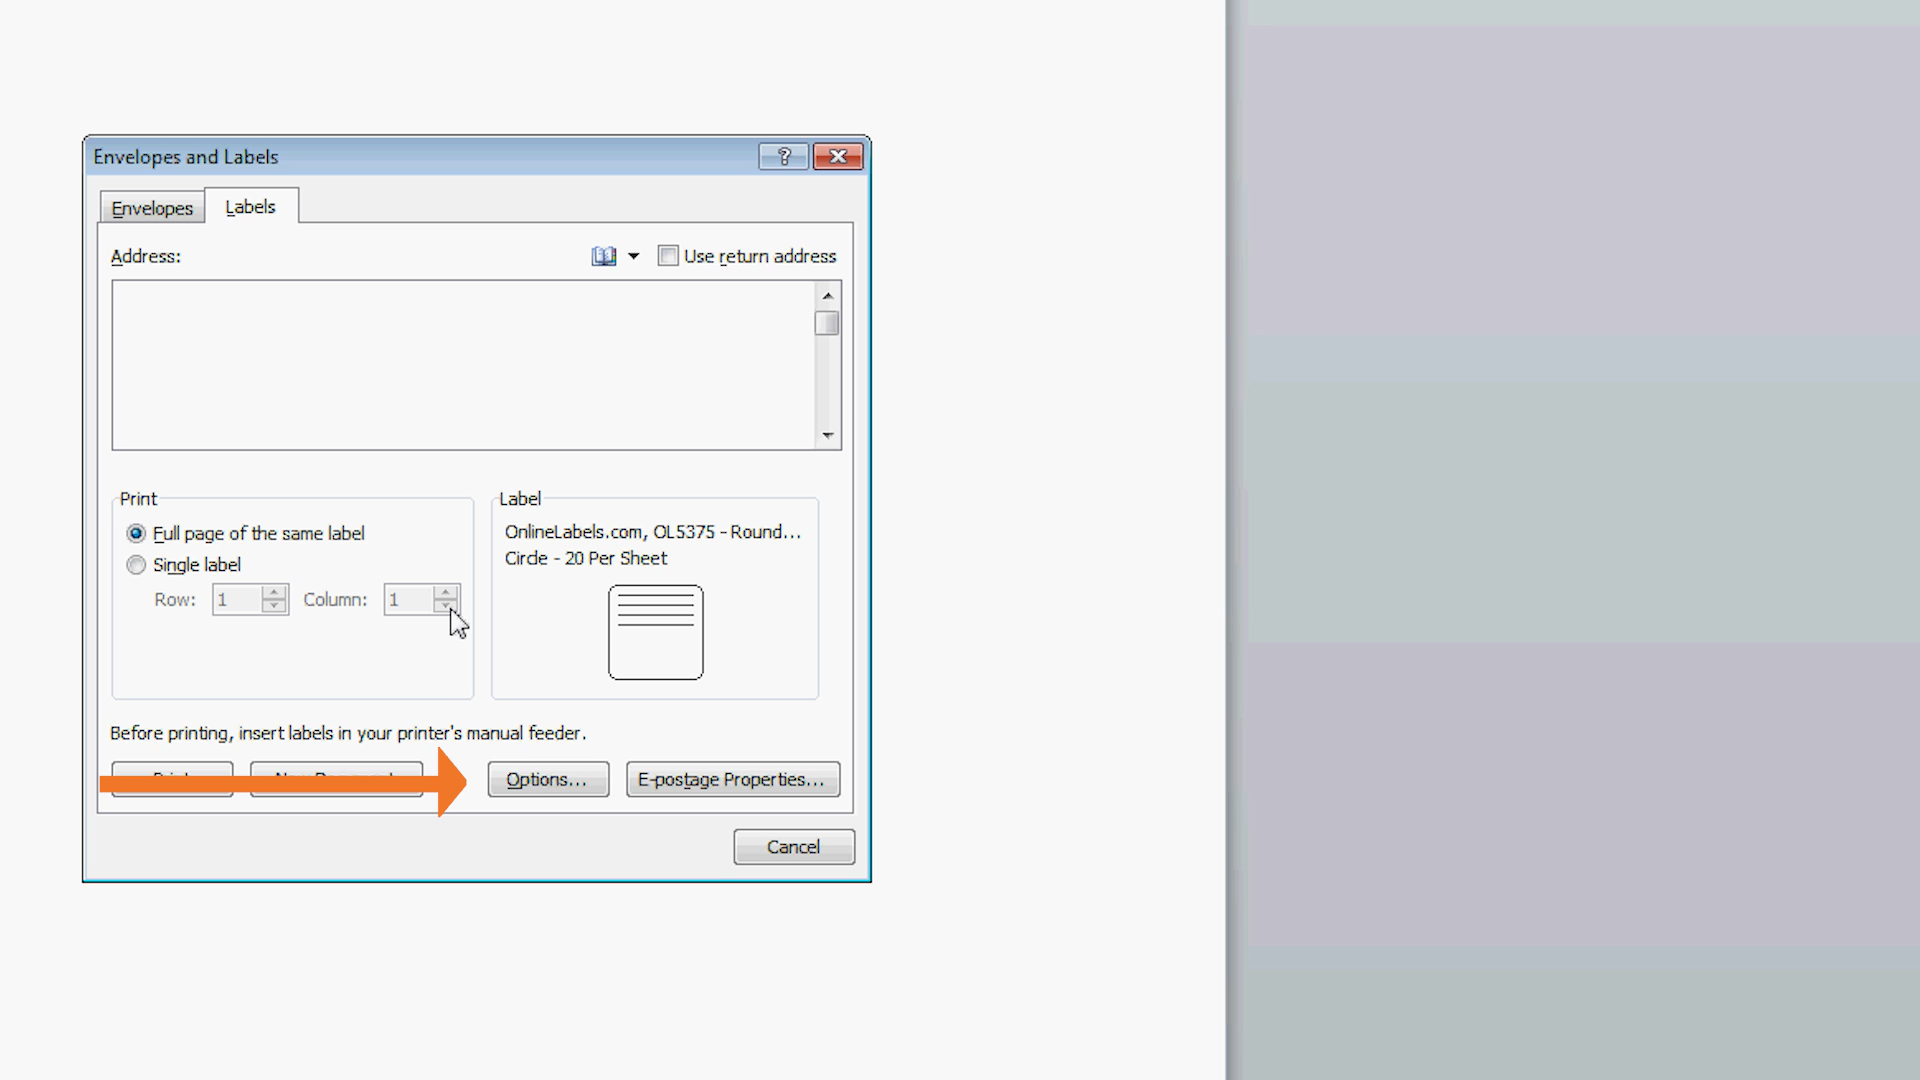 Envelopes and Labels
Envelopes Labels
Address: Use return address
Print
Full page of the same label
Single label
Row: 1 Column: 1
Label
OnlineLabels.com, OL5375 - Round...
Circle - 20 Per Sheet
Before printing, insert labels in your printer's manual feeder.
Options... E-postage Properties...
Cancel